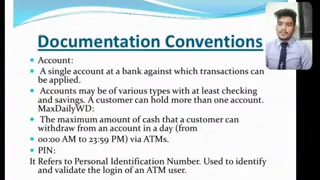 Documentation Conventions
Account:
A single account at a bank against which transactions can
be applied.
Accounts may be of various types with at least checking
and savings. A customer can hold more than one account.
MaxDailyWD:
The maximum amount of cash that a customer can
withdraw from an account in a day (from
00:00 AM to 23:59 PM) via ATMs.
PIN:
It Refers to Personal Identification Number. Used to identify
and validate the login of an ATM user.